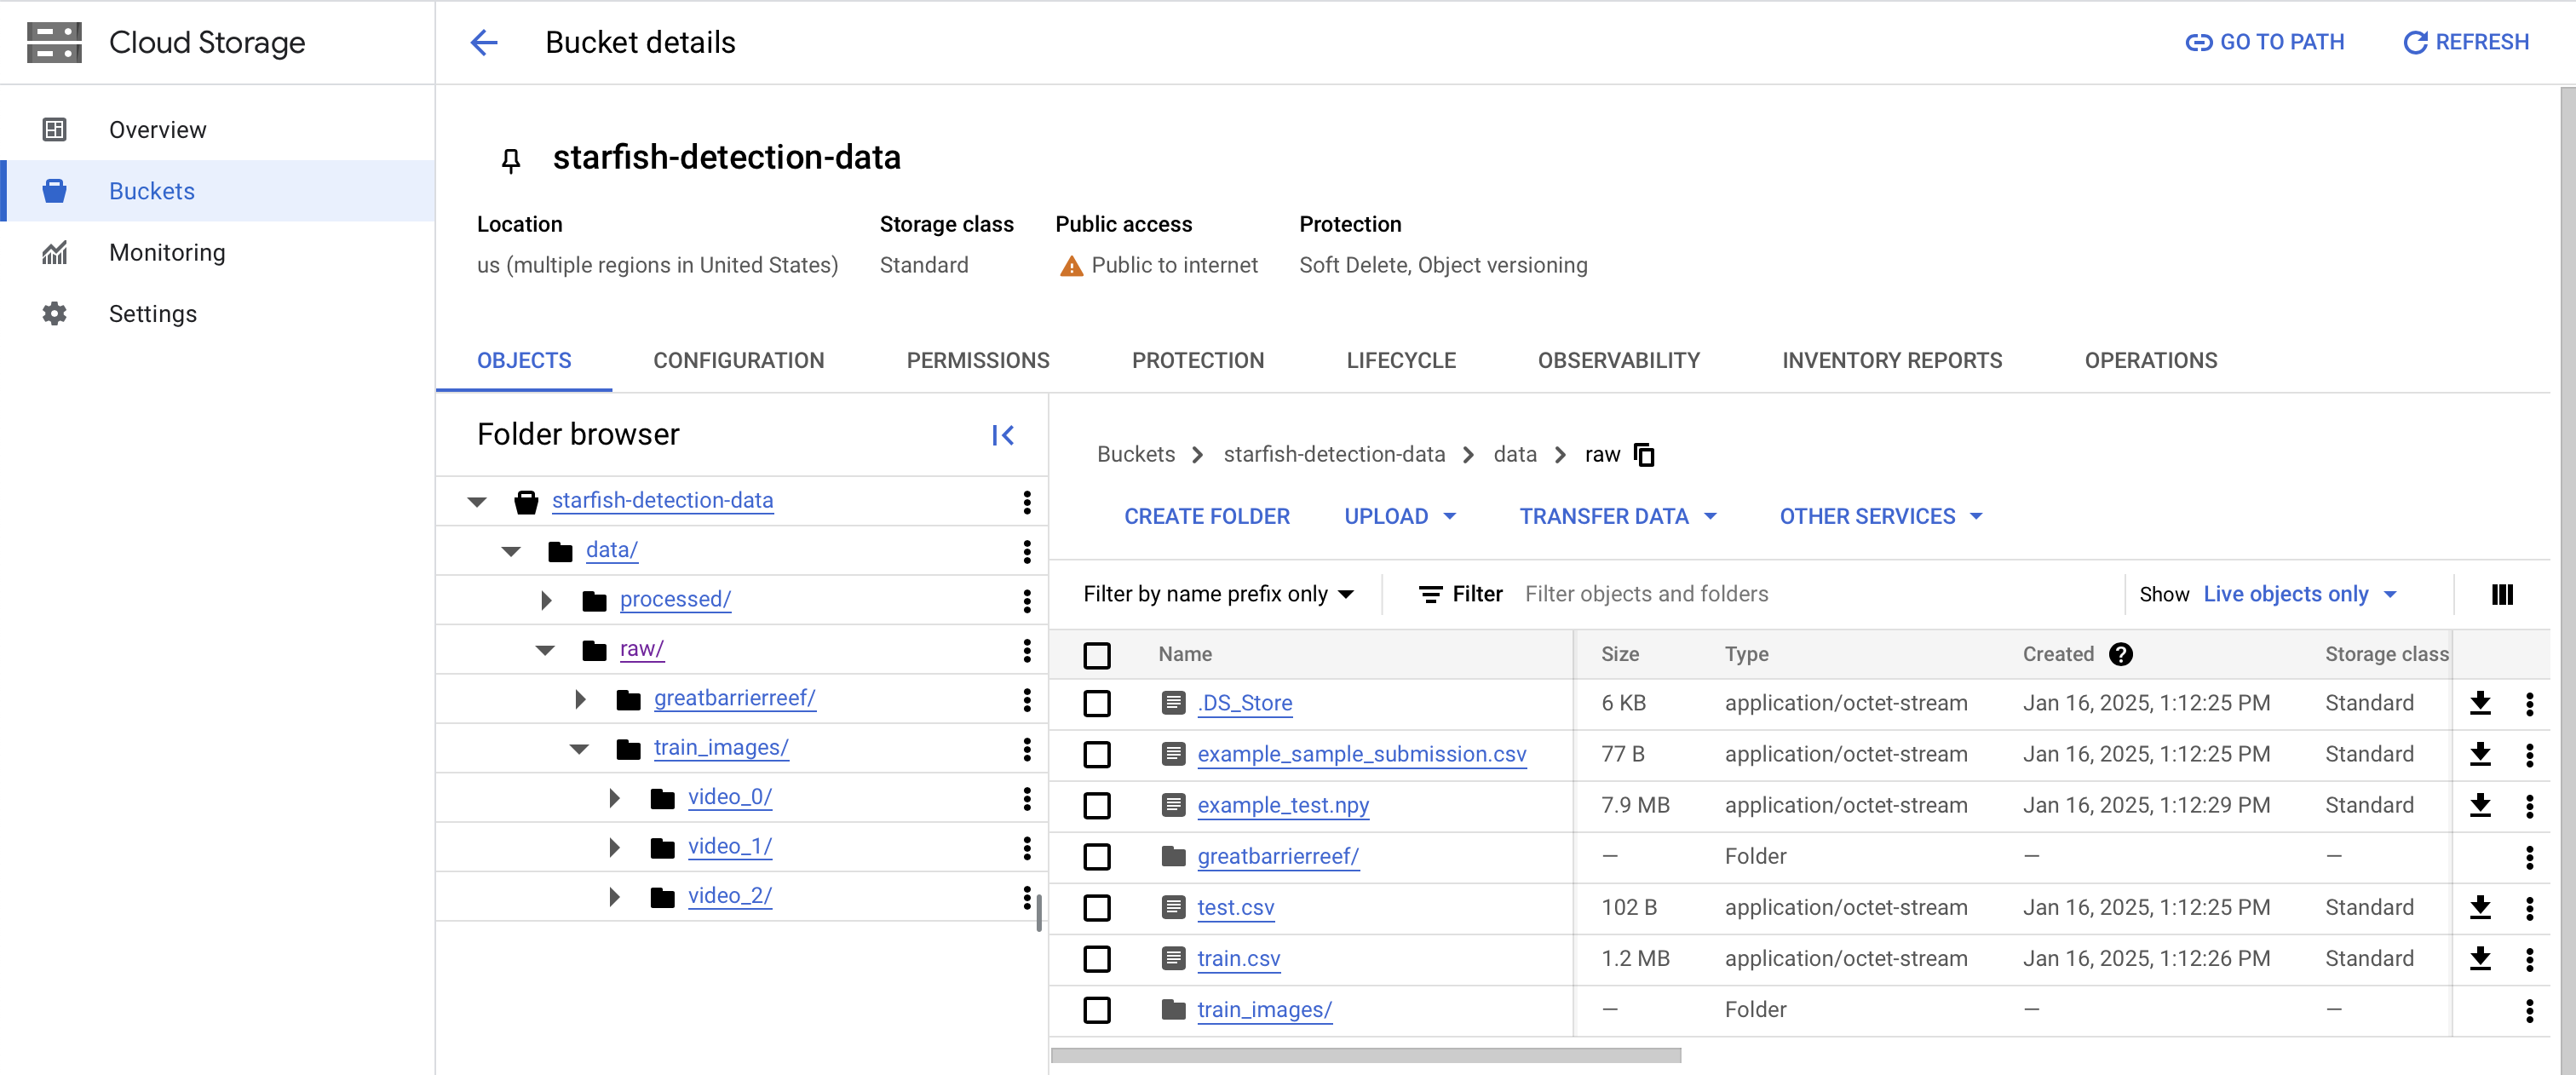 Cloud Storage
Bucket details
GO TO PATH
REFRESH
Overview
Buckets
Monitoring
Settings
starfish-detection-data
Location Storage class Public access Protection
us (multiple regions in United States) Standard Public to internet Soft Delete, Object versioning
OBJECTS CONFIGURATION PERMISSIONS PROTECTION LIFECYCLE OBSERVABILITY INVENTORY REPORTS OPERATIONS
Folder browser
starfish-detection-data
data/
processed/
raw/
greatbarrierreef/
train_images/
video_0/
video_1/
video_2/
Buckets > starfish-detection-data > data > raw
CREATE FOLDER UPLOAD TRANSFER DATA OTHER SERVICES
Filter by name prefix only Filter Filter objects and folders Show Live objects only
Name Size Type Created ? Storage class
.DS_Store 6 KB application/octet-stream Jan 16, 2025, 1:12:25 PM Standard
example_sample_submission.csv 77 B application/octet-stream Jan 16, 2025, 1:12:25 PM Standard
example_test.npy 7.9 MB application/octet-stream Jan 16, 2025, 1:12:29 PM Standard
greatbarrierreef/ — Folder — —
test.csv 102 B application/octet-stream Jan 16, 2025, 1:12:25 PM Standard
train.csv 1.2 MB application/octet-stream Jan 16, 2025, 1:12:26 PM Standard
train_images/ — Folder — —